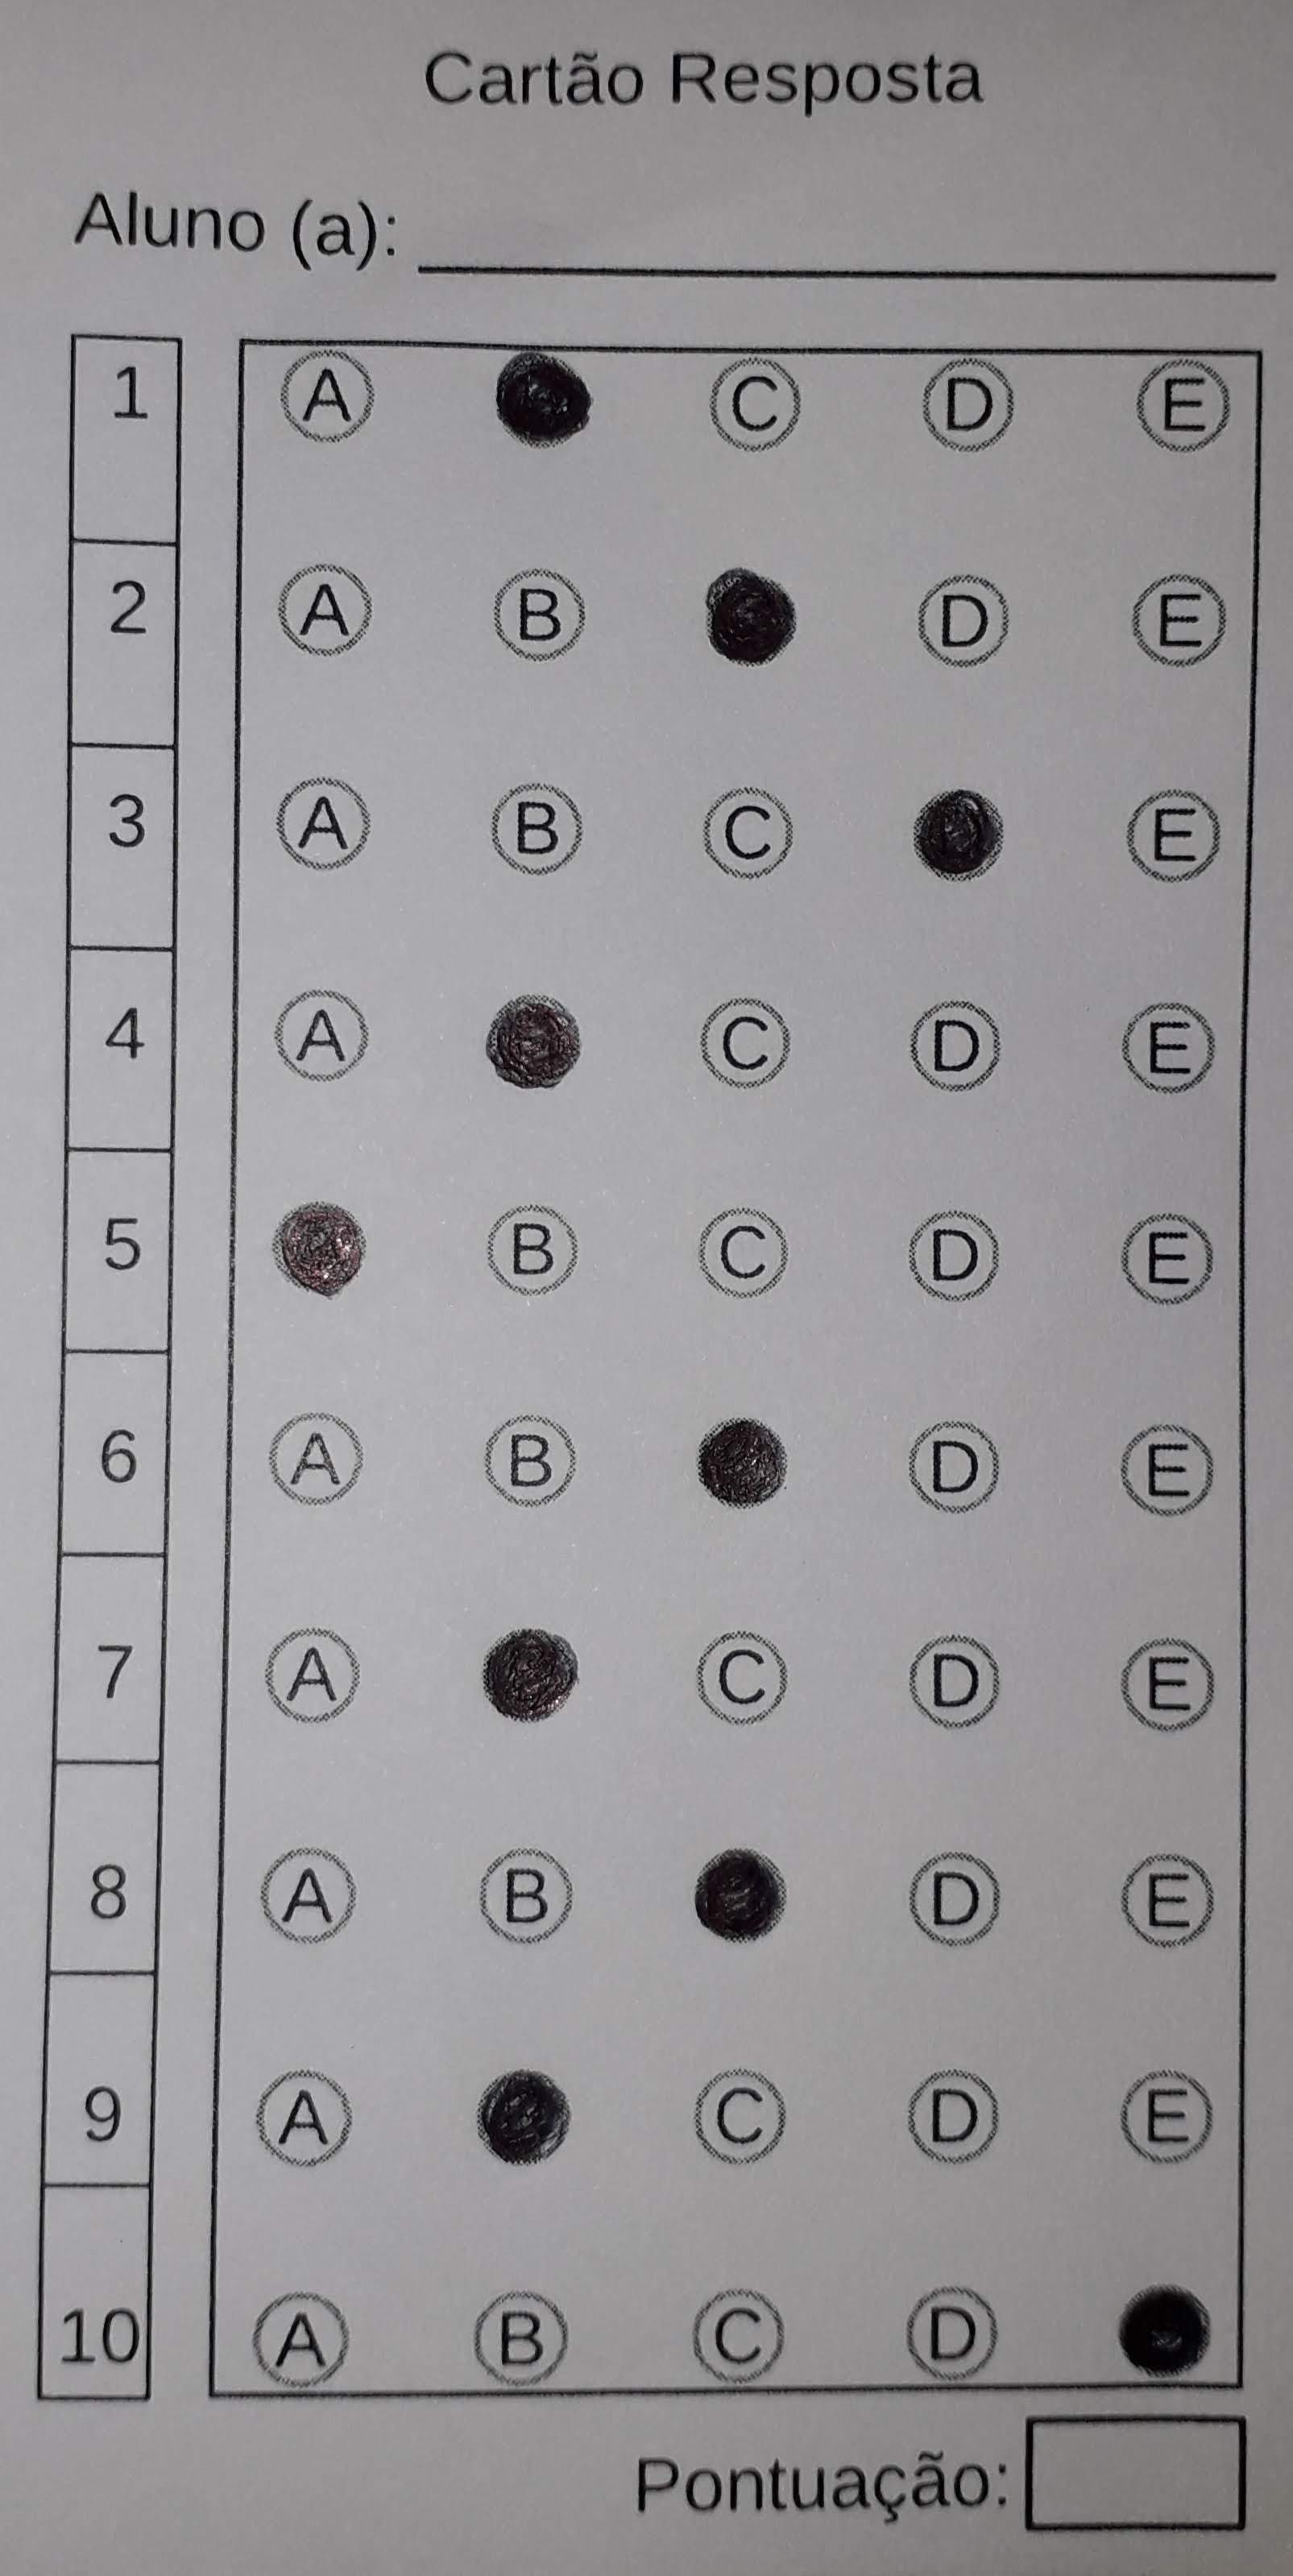 Cartão Resposta
Aluno (a):
1 A C D E
2 A B D E
3 A B C E
4 A C D E
5 B C D E
6 A B D E
7 A C D E
8 A B D E
9 A C D E
10 A B C D
Pontuação: